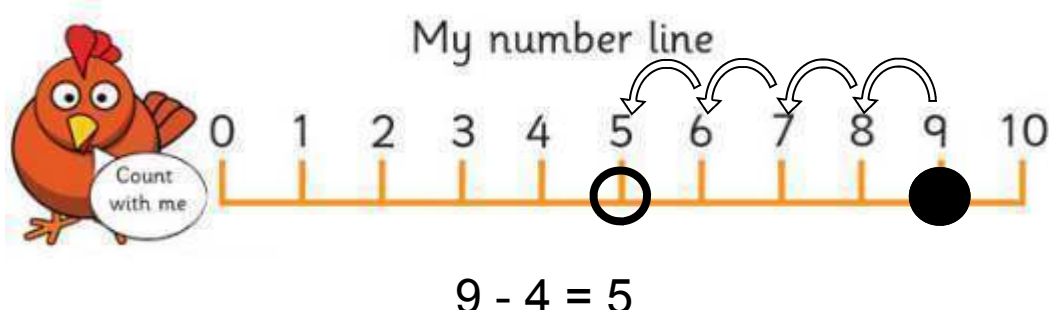 My number line
0 1 2 3 4 5 6 7 8 9 10
Count
with me
9 - 4 = 5